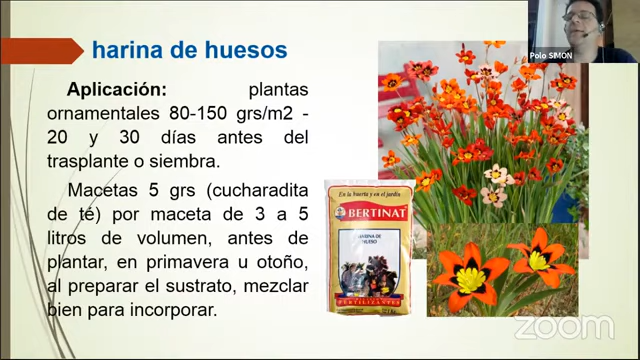 harina de huesos
Polo SIMON
Aplicación: plantas
ornamentales 80-150 grs/m2 -
20 y 30 días antes del
trasplante o siembra.
Macetas 5 grs (cucharadita
de té) por maceta de 3 a 5
litros de volumen, antes de
plantar, en primavera u otoño,
al preparar el sustrato, mezclar
bien para incorporar.
En la huerta y en el jardín
BERTINAT
HARINA DE
HUESO
FERTILIZANTES
zoom